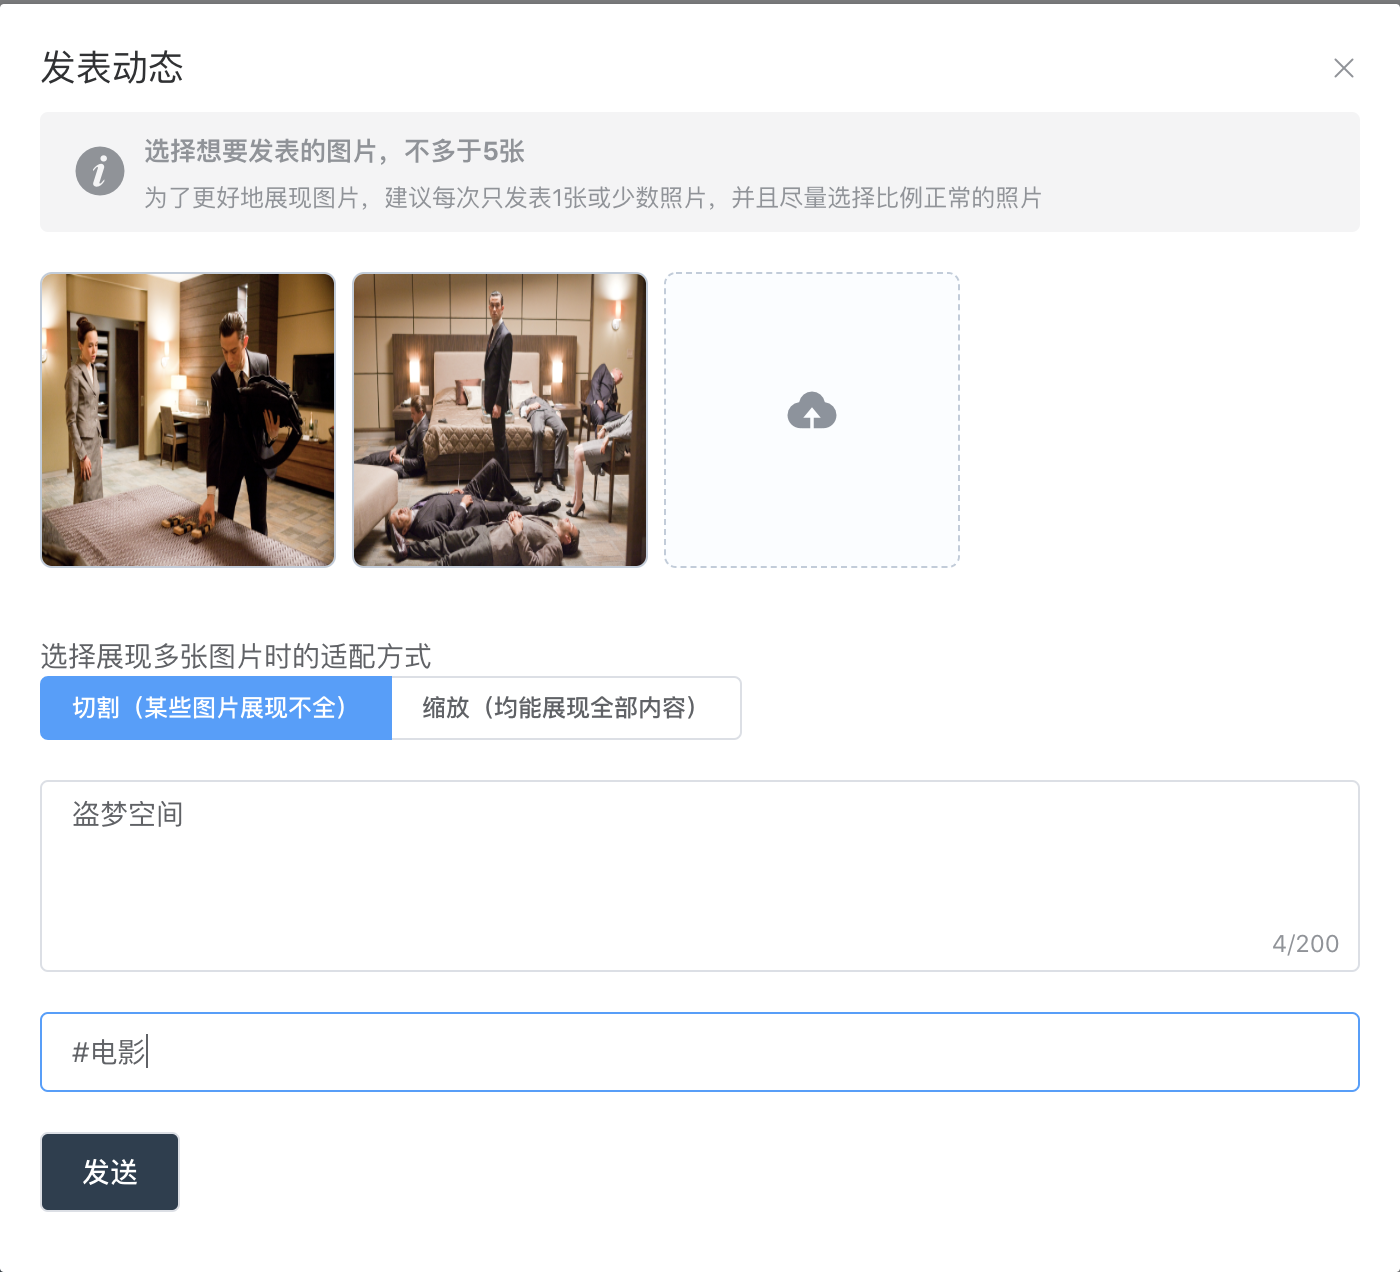 发表动态
选择想要发表的图片，不多于5张
为了更好地展现图片，建议每次只发表1张或少数照片，并且尽量选择比例正常的照片
选择展现多张图片时的适配方式
切割（某些图片展现不全）
缩放（均能展现全部内容）
盗梦空间
4/200
#电影
发送